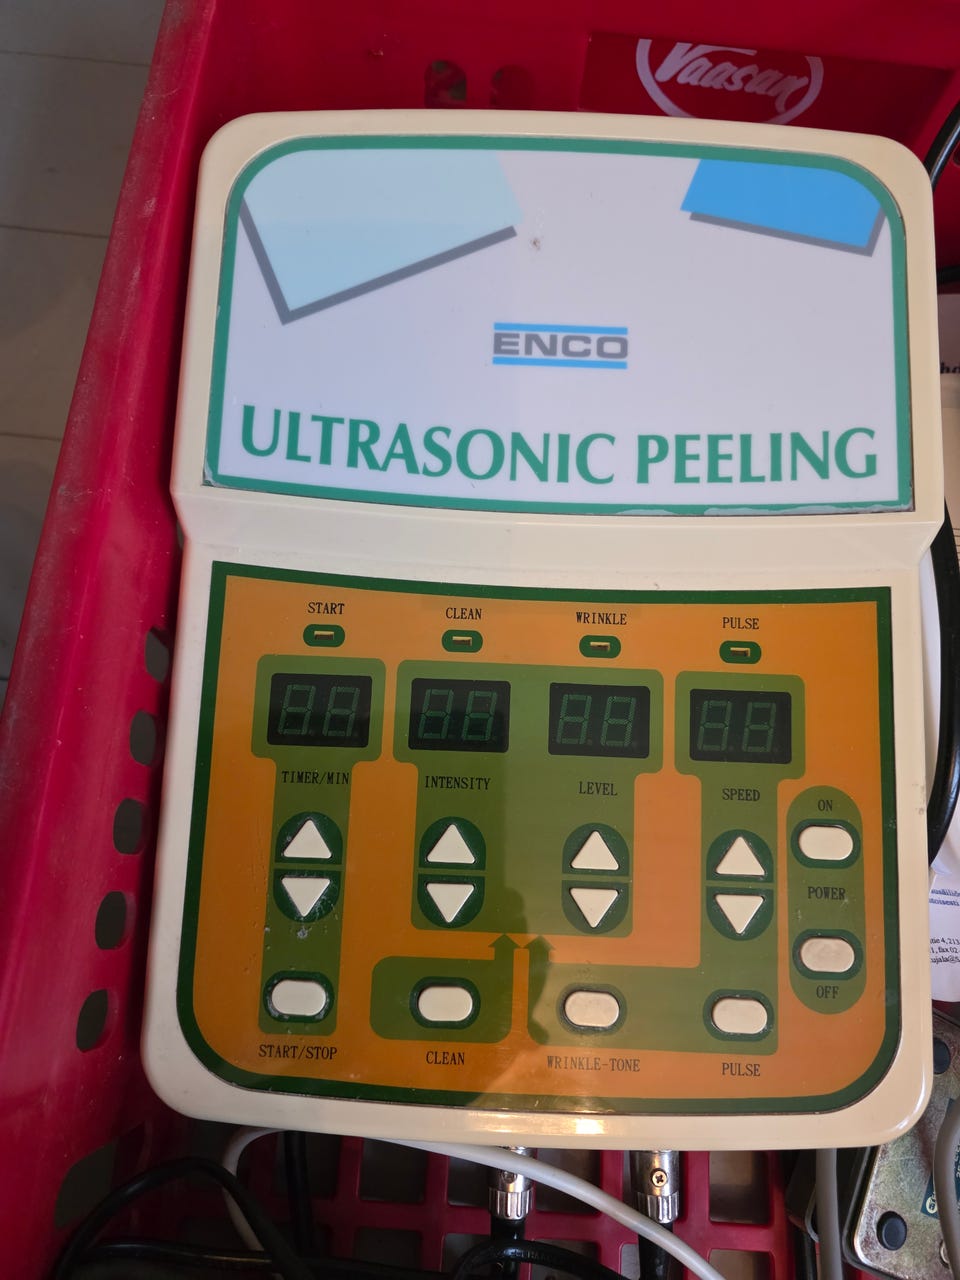 Vaasan
ENCO
ULTRASONIC PEELING
START
CLEAN
WRINKLE
PULSE
TIMER/MIN
INTENSITY
LEVEL
SPEED
ON
POWER
OFF
START/STOP
CLEAN
WRINKLE-TONE
PULSE